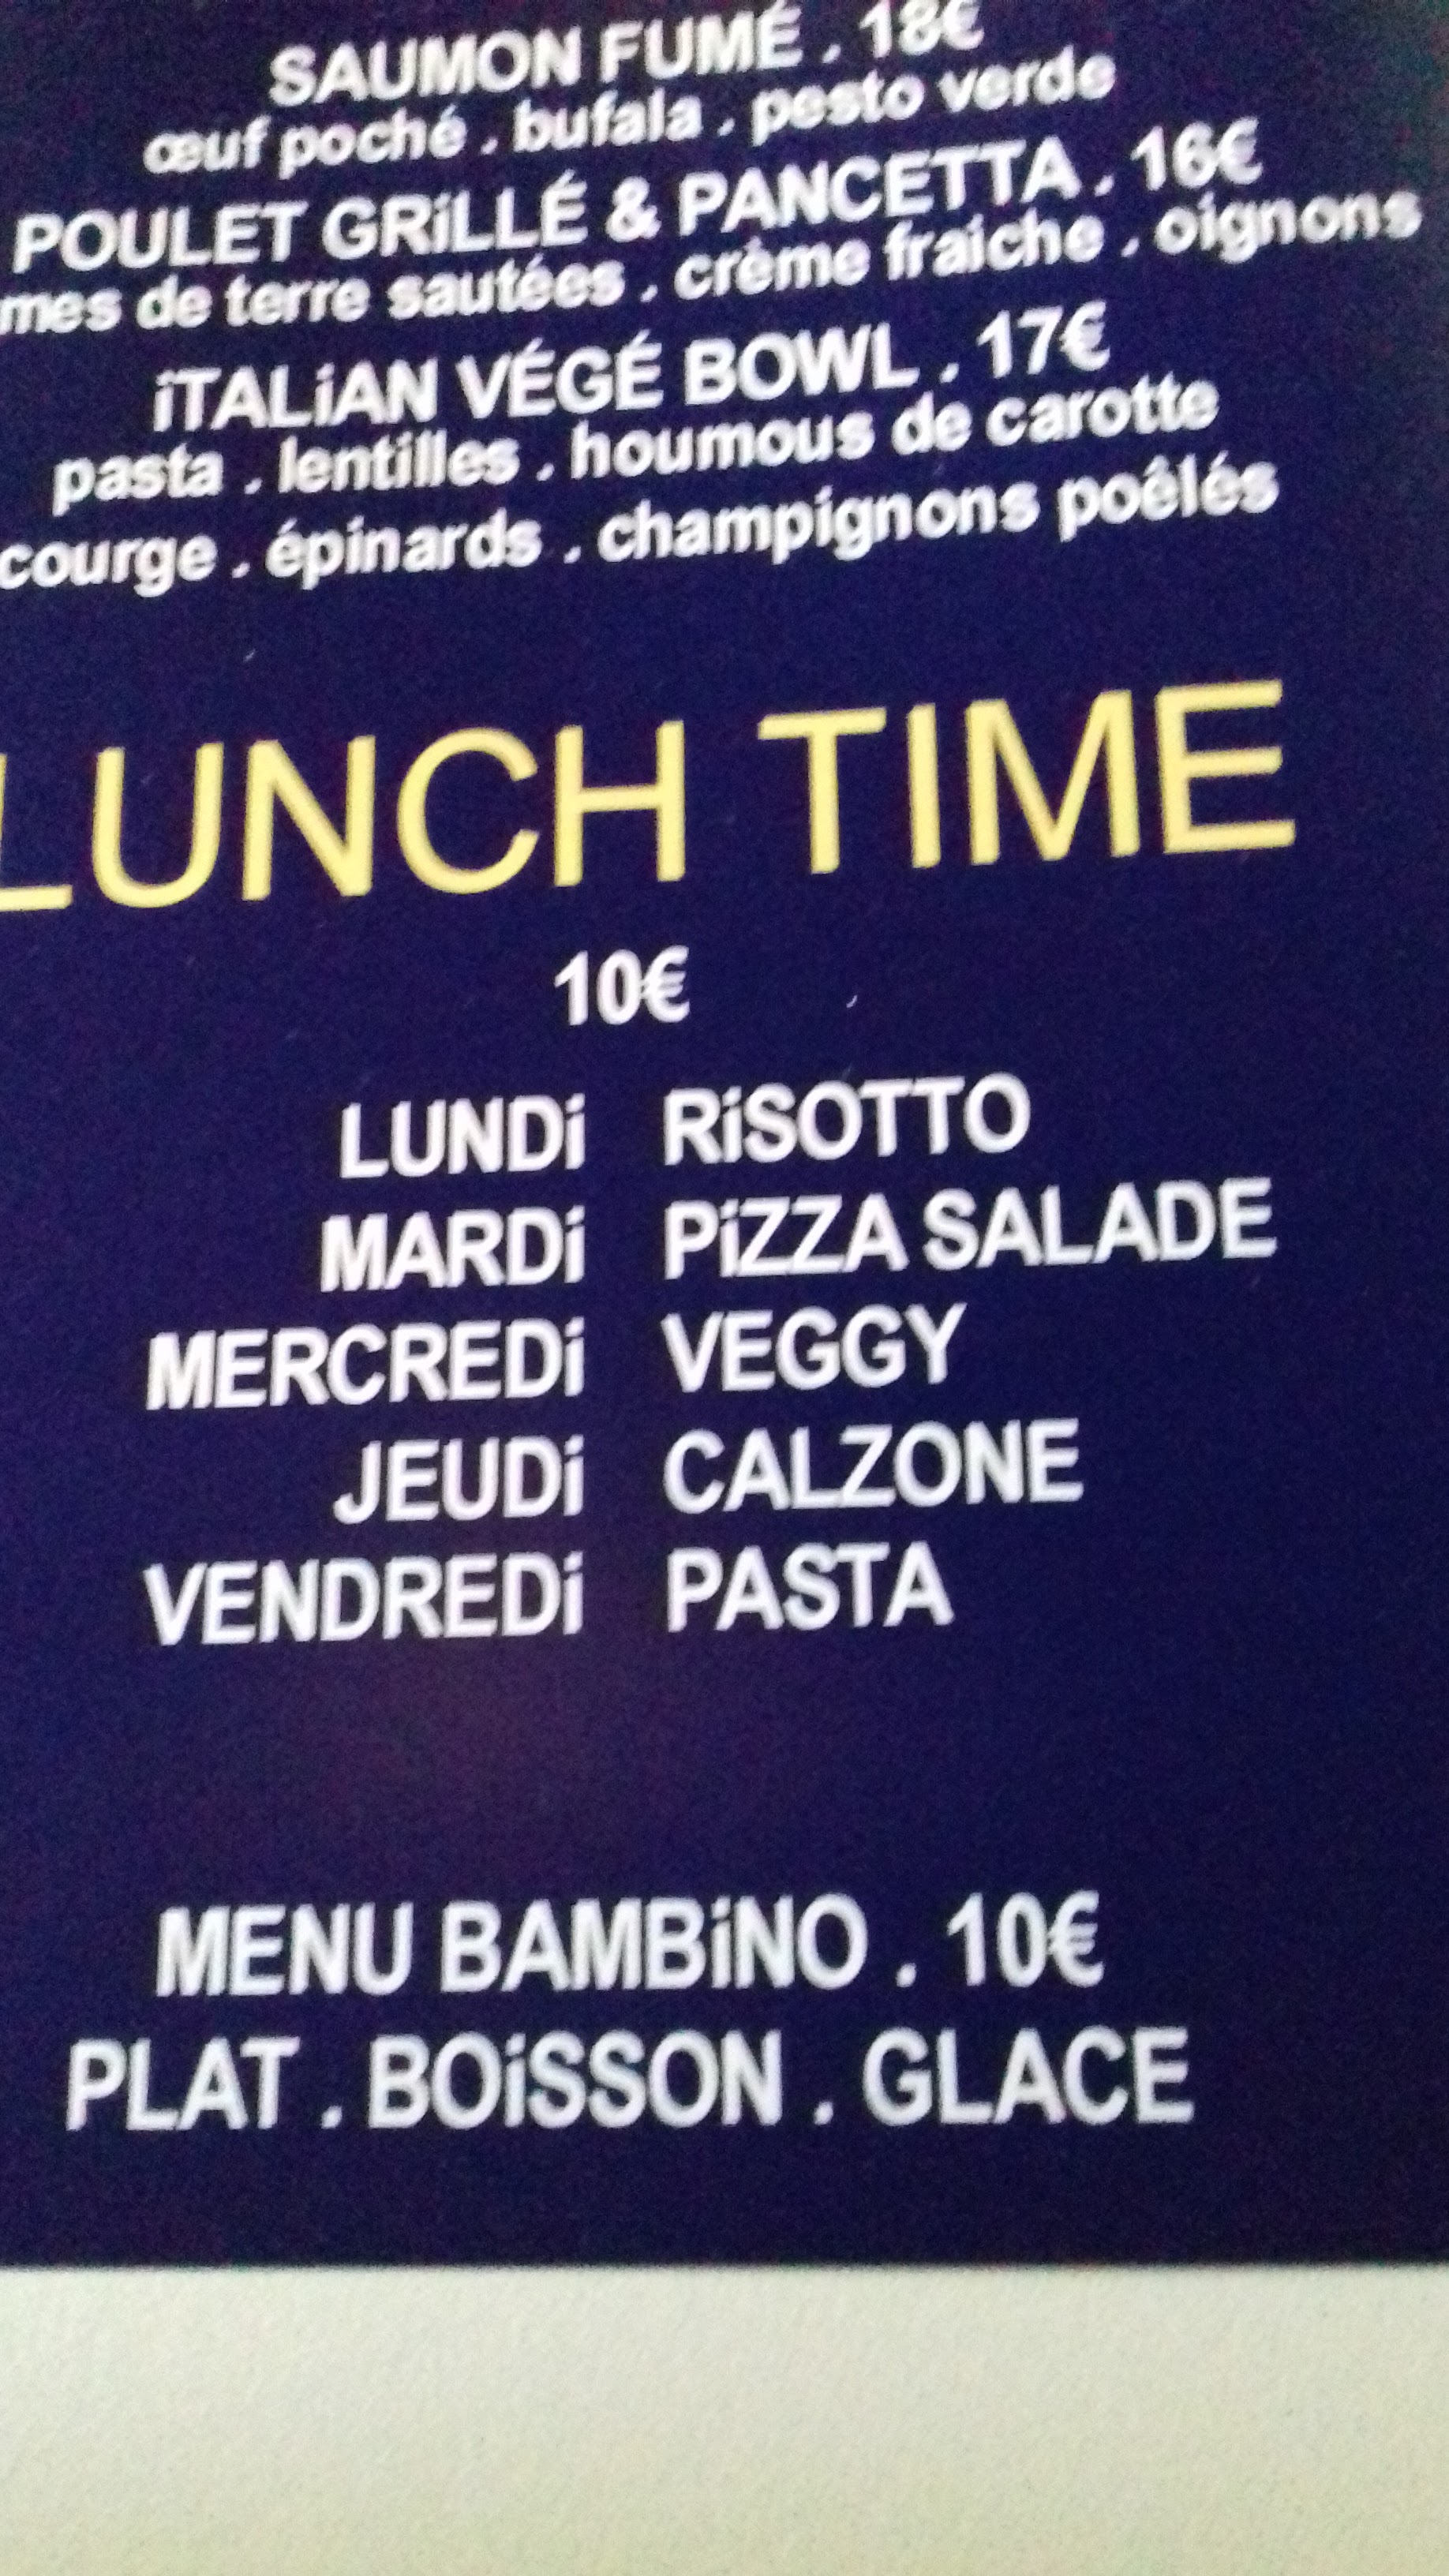 SAUMON FUMÉ . 18€
œuf poché . bufala . pesto verde
POULET GRiLLÉ & PANCETTA . 16€
mes de terre sautées . crème fraiche . oignons
iTALiAN VÉGÉ BOWL . 17€
pasta . lentilles . houmous de carotte
courge . épinards . champignons poêlés
LUNCH TIME
10€
LUNDi RiSOTTO
MARDi PiZZA SALADE
MERCREDi VEGGY
JEUDi CALZONE
VENDREDi PASTA
MENU BAMBiNO . 10€
PLAT . BOiSSON . GLACE